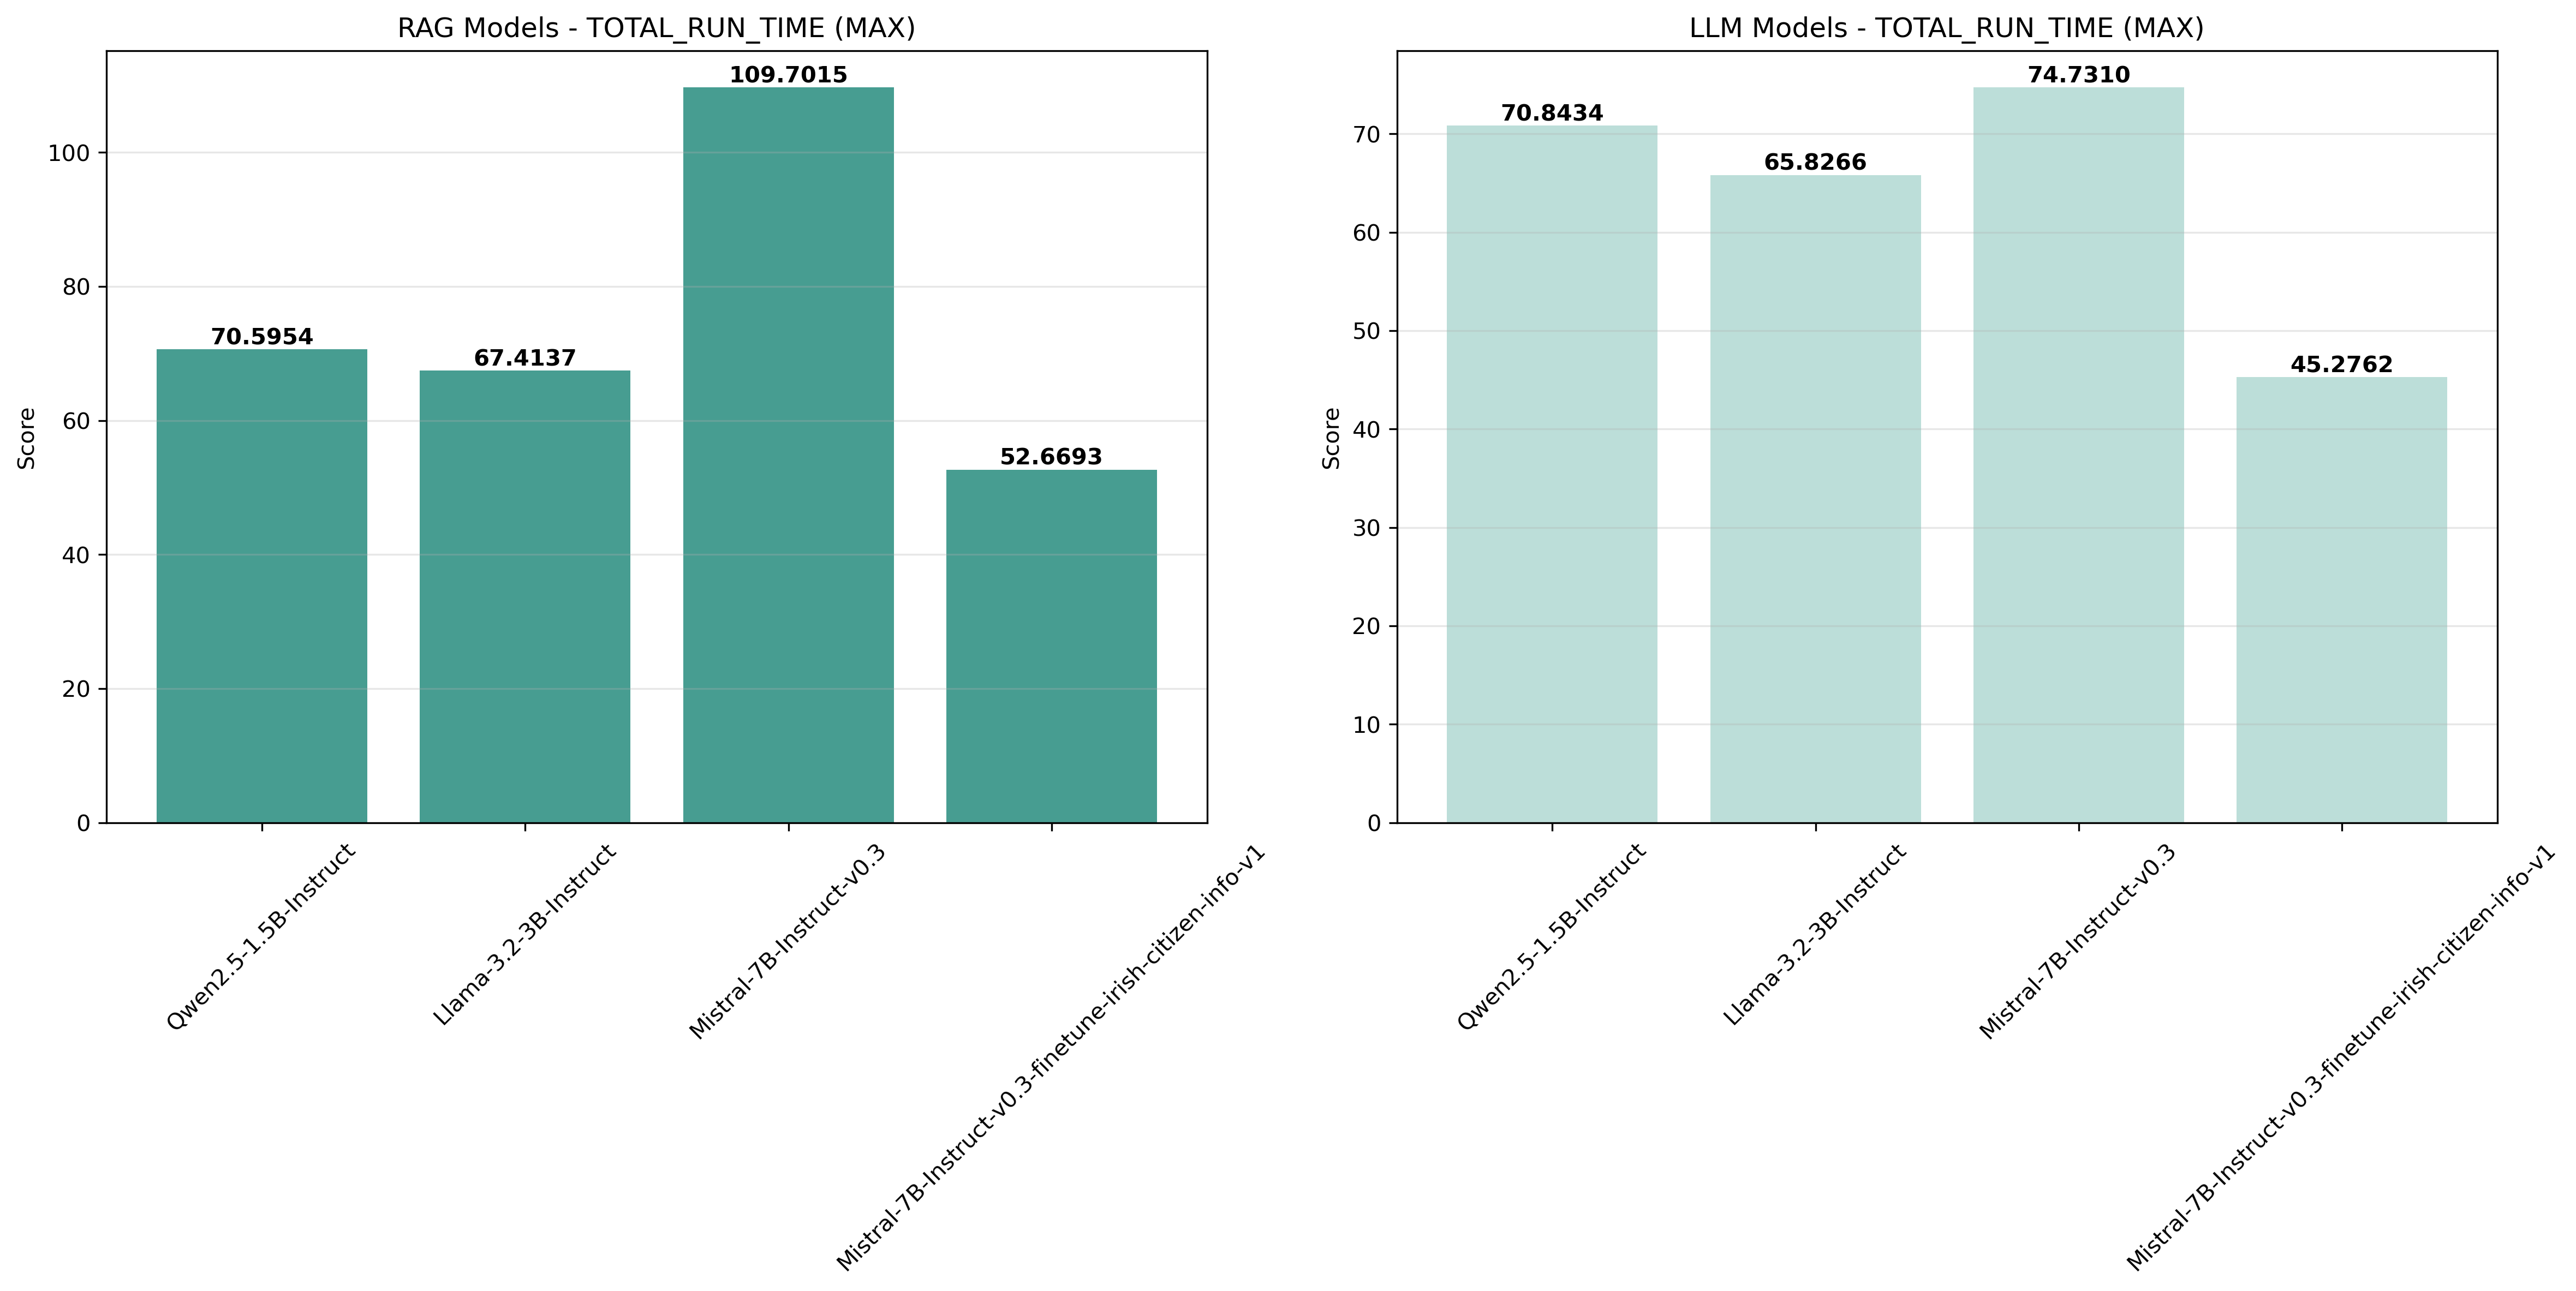 RAG Models - TOTAL_RUN_TIME (MAX)
Score
100
80
60
40
20
0
70.5954
67.4137
109.7015
52.6693
Qwen2.5-1.5B-Instruct
Llama-3.2-3B-Instruct
Mistral-7B-Instruct-v0.3
Mistral-7B-Instruct-v0.3-finetune-irish-citizen-info-v1
LLM Models - TOTAL_RUN_TIME (MAX)
Score
70
60
50
40
30
20
10
0
70.8434
65.8266
74.7310
45.2762
Qwen2.5-1.5B-Instruct
Llama-3.2-3B-Instruct
Mistral-7B-Instruct-v0.3
Mistral-7B-Instruct-v0.3-finetune-irish-citizen-info-v1